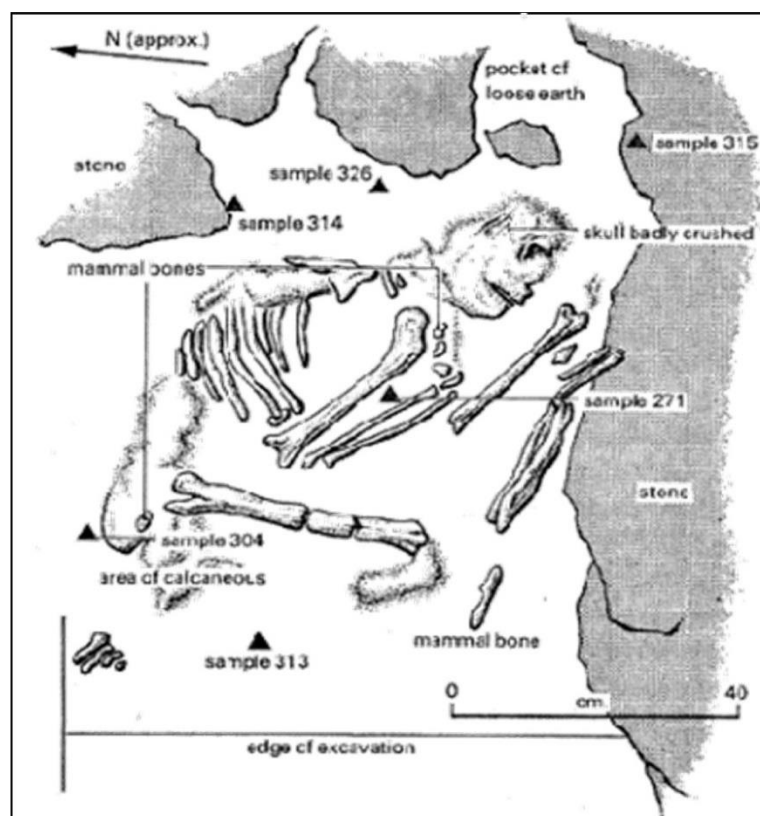 N (approx.)
pocket of
loose earth
stone
sample 326
sample 315
sample 314
skull badly crushed
mammal bones
sample 271
stone
sample 304
area of calcaneous
mammal bone
sample 313
0
40
cm.
edge of excavation